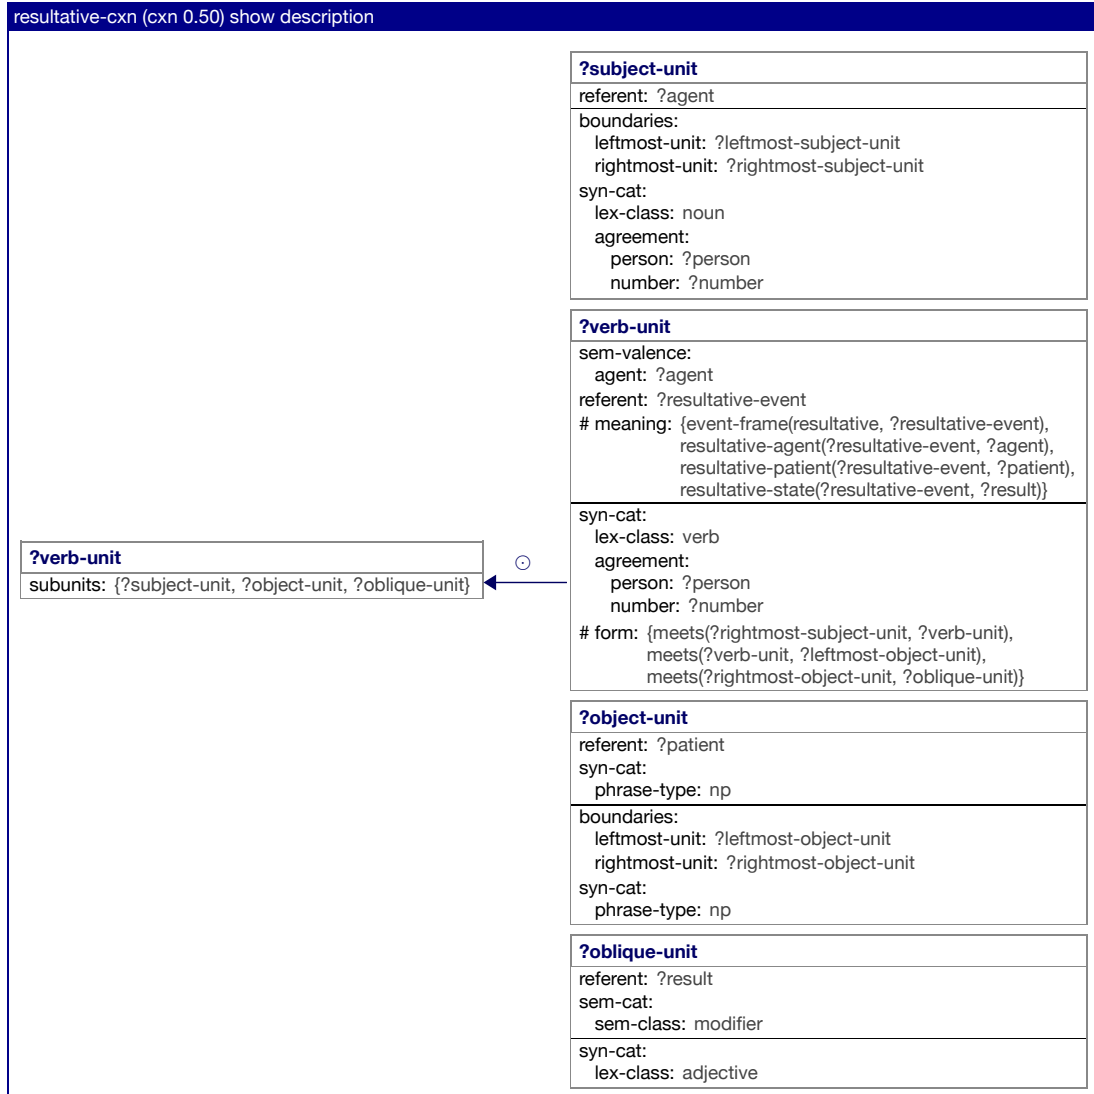 resultative-cxn (cxn 0.50) show description
?subject-unit
referent: ?agent
boundaries:
leftmost-unit: ?leftmost-subject-unit
rightmost-unit: ?rightmost-subject-unit
syn-cat:
lex-class: noun
agreement:
person: ?person
number: ?number
?verb-unit
sem-valence:
agent: ?agent
referent: ?resultative-event
# meaning: {event-frame(resultative, ?resultative-event),
resultative-agent(?resultative-event, ?agent),
resultative-patient(?resultative-event, ?patient),
resultative-state(?resultative-event, ?result)}
syn-cat:
lex-class: verb
agreement:
person: ?person
number: ?number
# form: {meets(?rightmost-subject-unit, ?verb-unit),
meets(?verb-unit, ?leftmost-object-unit),
meets(?rightmost-object-unit, ?oblique-unit)}
?verb-unit
subunits: {?subject-unit, ?object-unit, ?oblique-unit}
?object-unit
referent: ?patient
syn-cat:
phrase-type: np
boundaries:
leftmost-unit: ?leftmost-object-unit
rightmost-unit: ?rightmost-object-unit
syn-cat:
phrase-type: np
?oblique-unit
referent: ?result
sem-cat:
sem-class: modifier
syn-cat:
lex-class: adjective